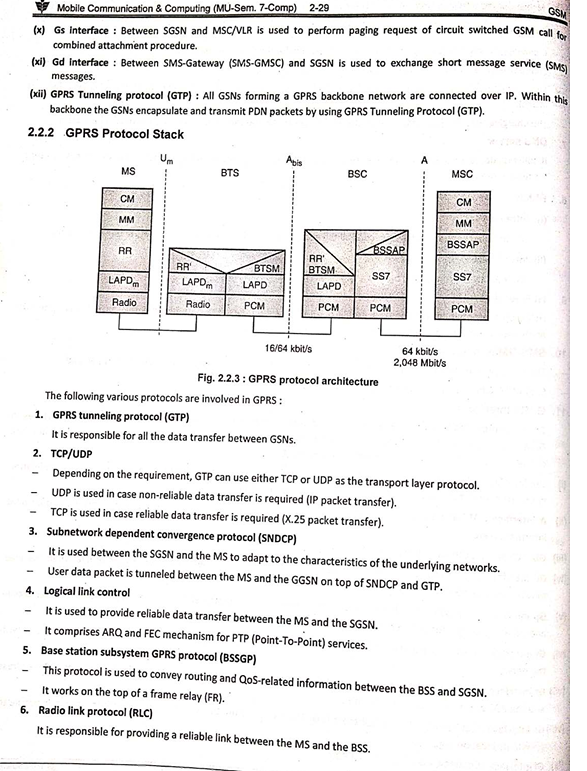 Mobile Communication & Computing (MU-Sem. 7-Comp) 2-29 GSM
(x) Gs interface : Between SGSN and MSC/VLR is used to perform paging request of circuit switched GSM call for
combined attachment procedure.
(xi) Gd interface : Between SMS-Gateway (SMS-GMSC) and SGSN is used to exchange short message service (SMS)
messages.
(xii) GPRS Tunneling protocol (GTP) : All GSNs forming a GPRS backbone network are connected over IP. Within this
backbone the GSNs encapsulate and transmit PDN packets by using GPRS Tunneling Protocol (GTP).
2.2.2 GPRS Protocol Stack
Um Abis A
MS BTS BSC MSC
CM CM
MM MM
RR RR' BTSM RR' BTSM BSSAP BSSAP
LAPDm LAPDm LAPD LAPD SS7 SS7
Radio Radio PCM PCM PCM PCM
16/64 kbit/s 64 kbit/s
2,048 Mbit/s
Fig. 2.2.3 : GPRS protocol architecture
The following various protocols are involved in GPRS :
1. GPRS tunneling protocol (GTP)
It is responsible for all the data transfer between GSNs.
2. TCP/UDP
– Depending on the requirement, GTP can use either TCP or UDP as the transport layer protocol.
– UDP is used in case non-reliable data transfer is required (IP packet transfer).
– TCP is used in case reliable data transfer is required (X.25 packet transfer).
3. Subnetwork dependent convergence protocol (SNDCP)
– It is used between the SGSN and the MS to adapt to the characteristics of the underlying networks.
– User data packet is tunneled between the MS and the GGSN on top of SNDCP and GTP.
4. Logical link control
– It is used to provide reliable data transfer between the MS and the SGSN.
– It comprises ARQ and FEC mechanism for PTP (Point-To-Point) services.
5. Base station subsystem GPRS protocol (BSSGP)
– This protocol is used to convey routing and QoS-related information between the BSS and SGSN.
– It works on the top of a frame relay (FR).
6. Radio link protocol (RLC)
It is responsible for providing a reliable link between the MS and the BSS.